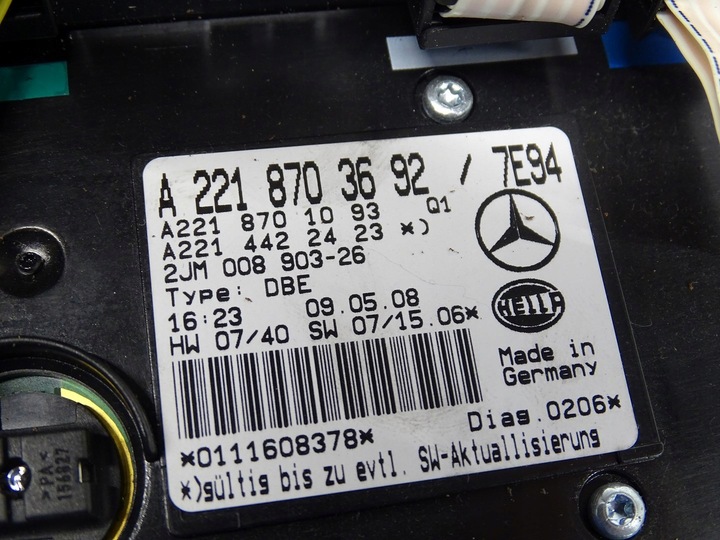 A 221 870 36 92 / 7E94
A221 870 10 93 Q1
A221 442 24 23 *)
2JM 008 903-26
Type: DBE
16:23 09.05.08
HW 07/40 SW 07/15.06*
HELLA
Made in
Germany
*0111608378*
Diag.0206*
*)gültig bis zu evtl. SW-Aktuallisierung
>PA<
156827